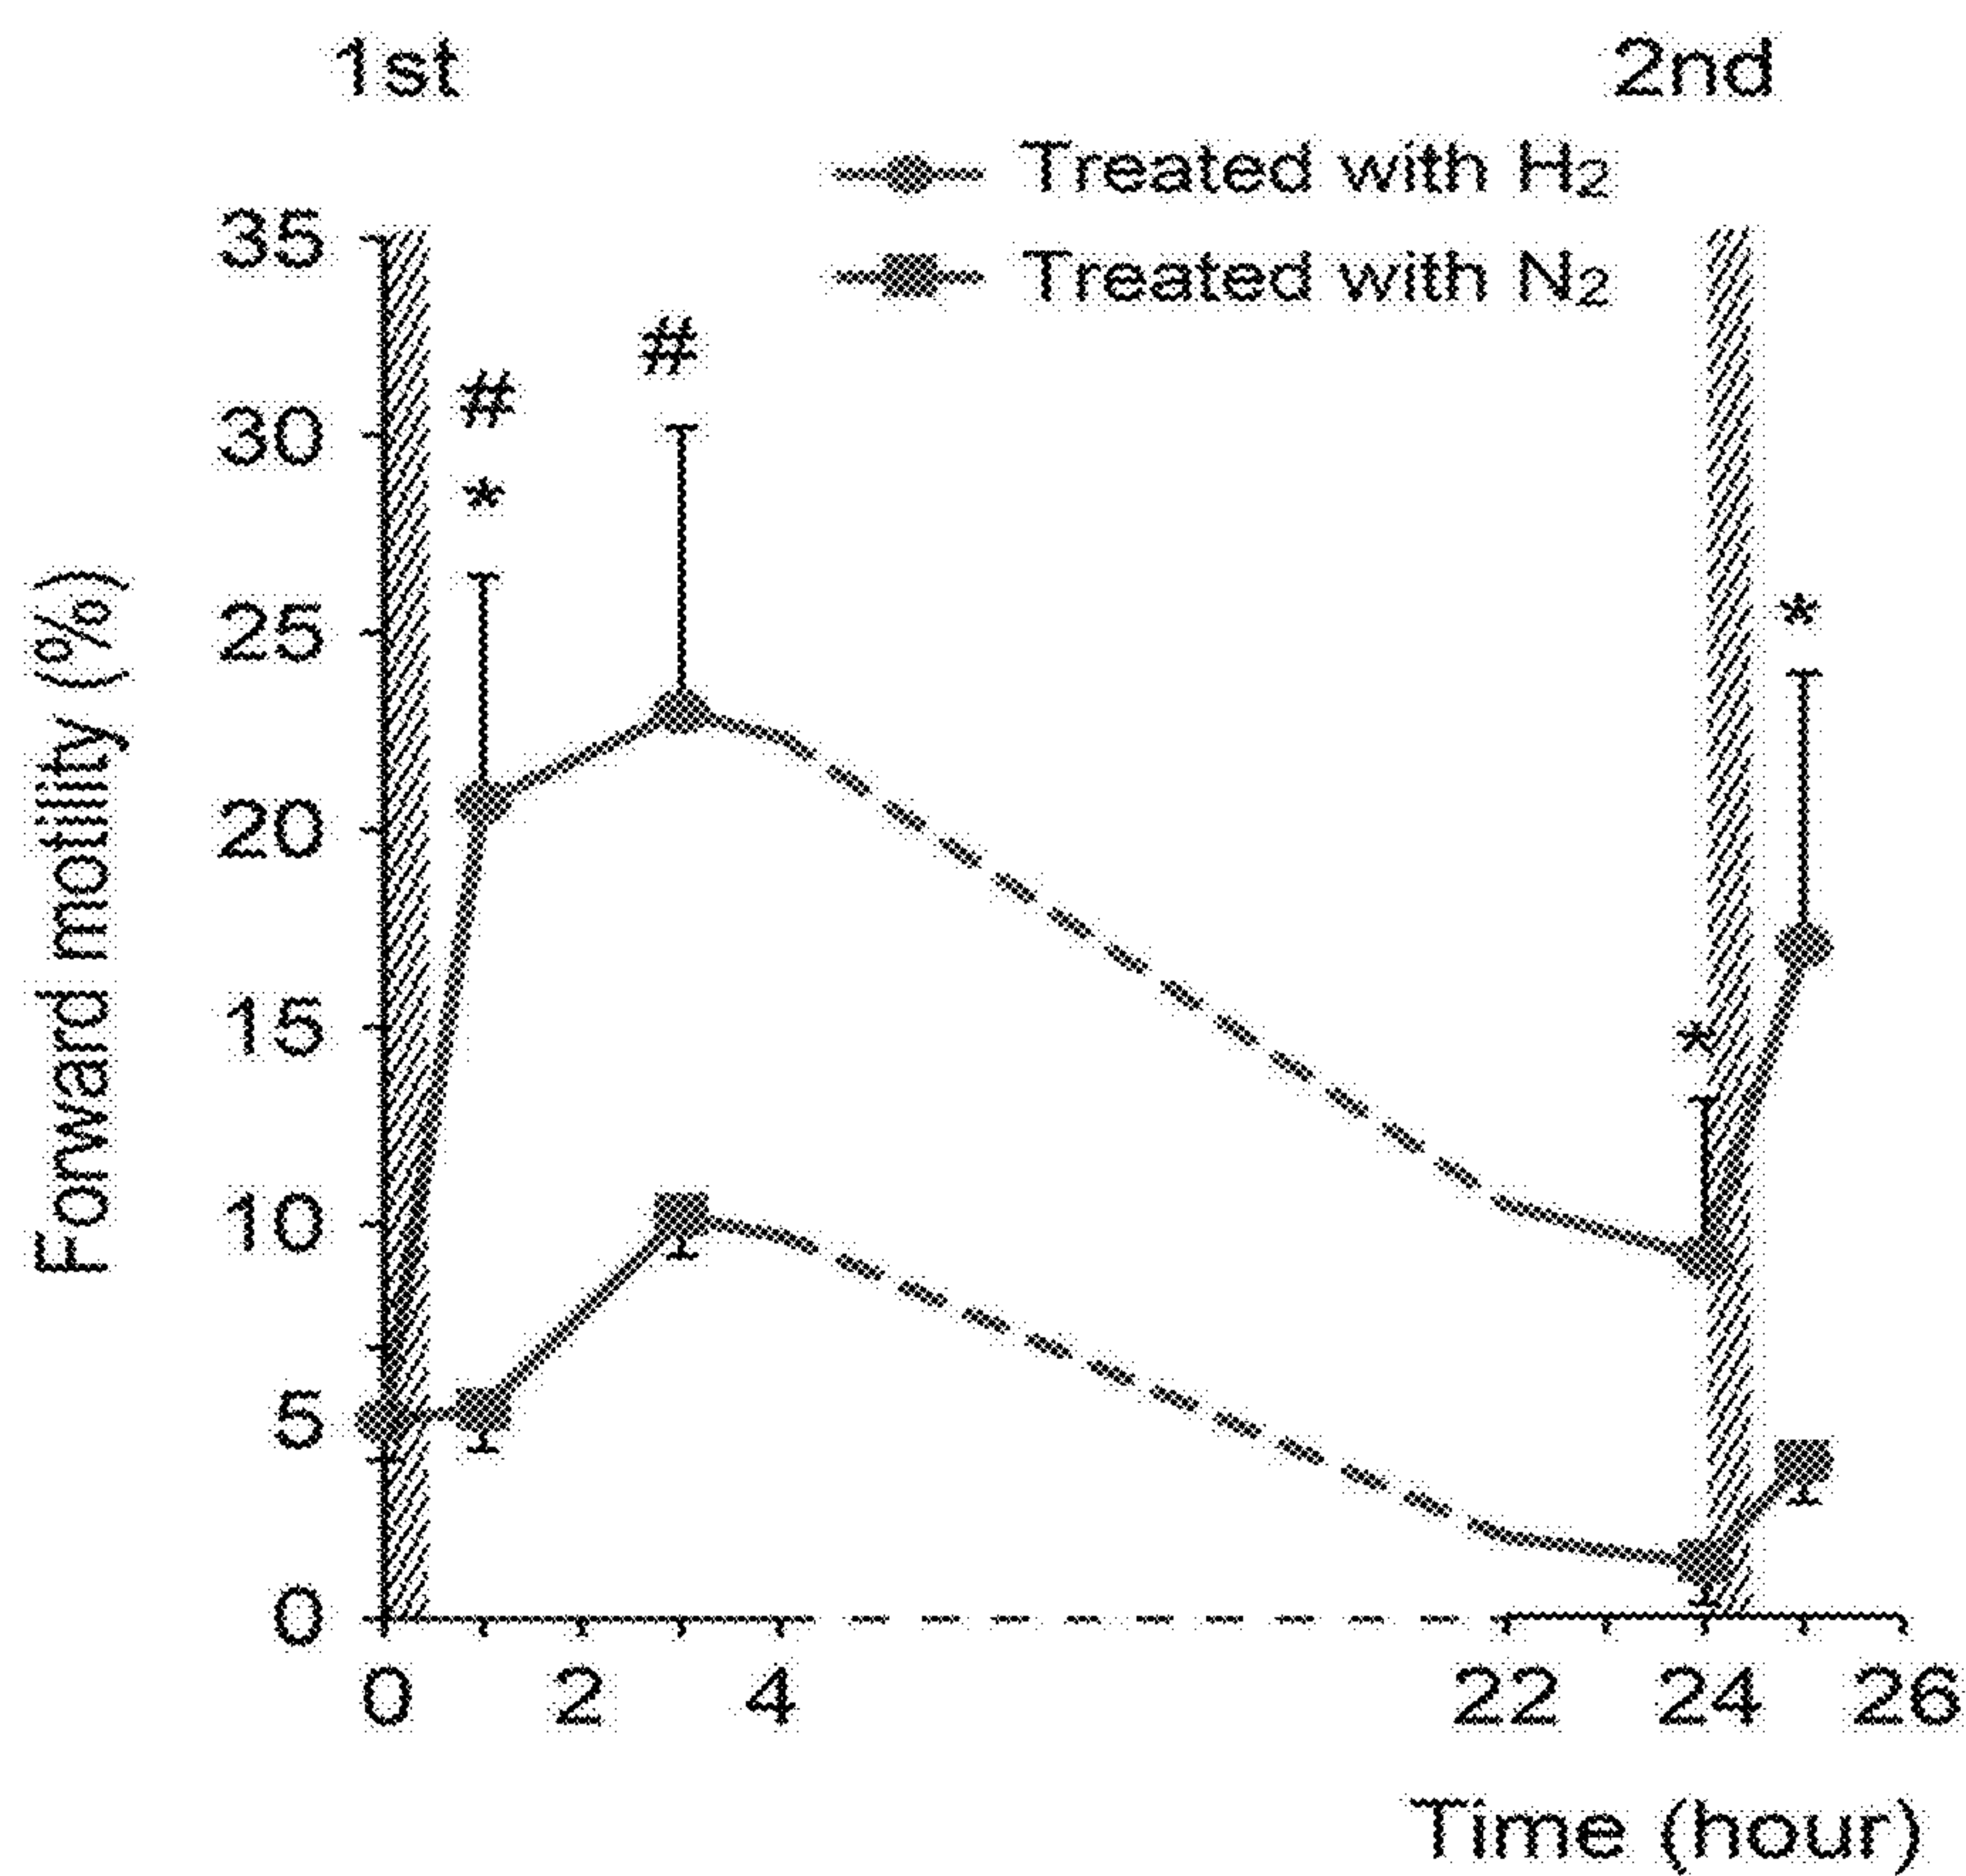 1st
2nd
Treated with H₂
Treated with N₂
35
#
#
30
*
25
*
20
15
*
10
5
0
Forward motility (%)
0 2 4 22 24 26
Time (hour)